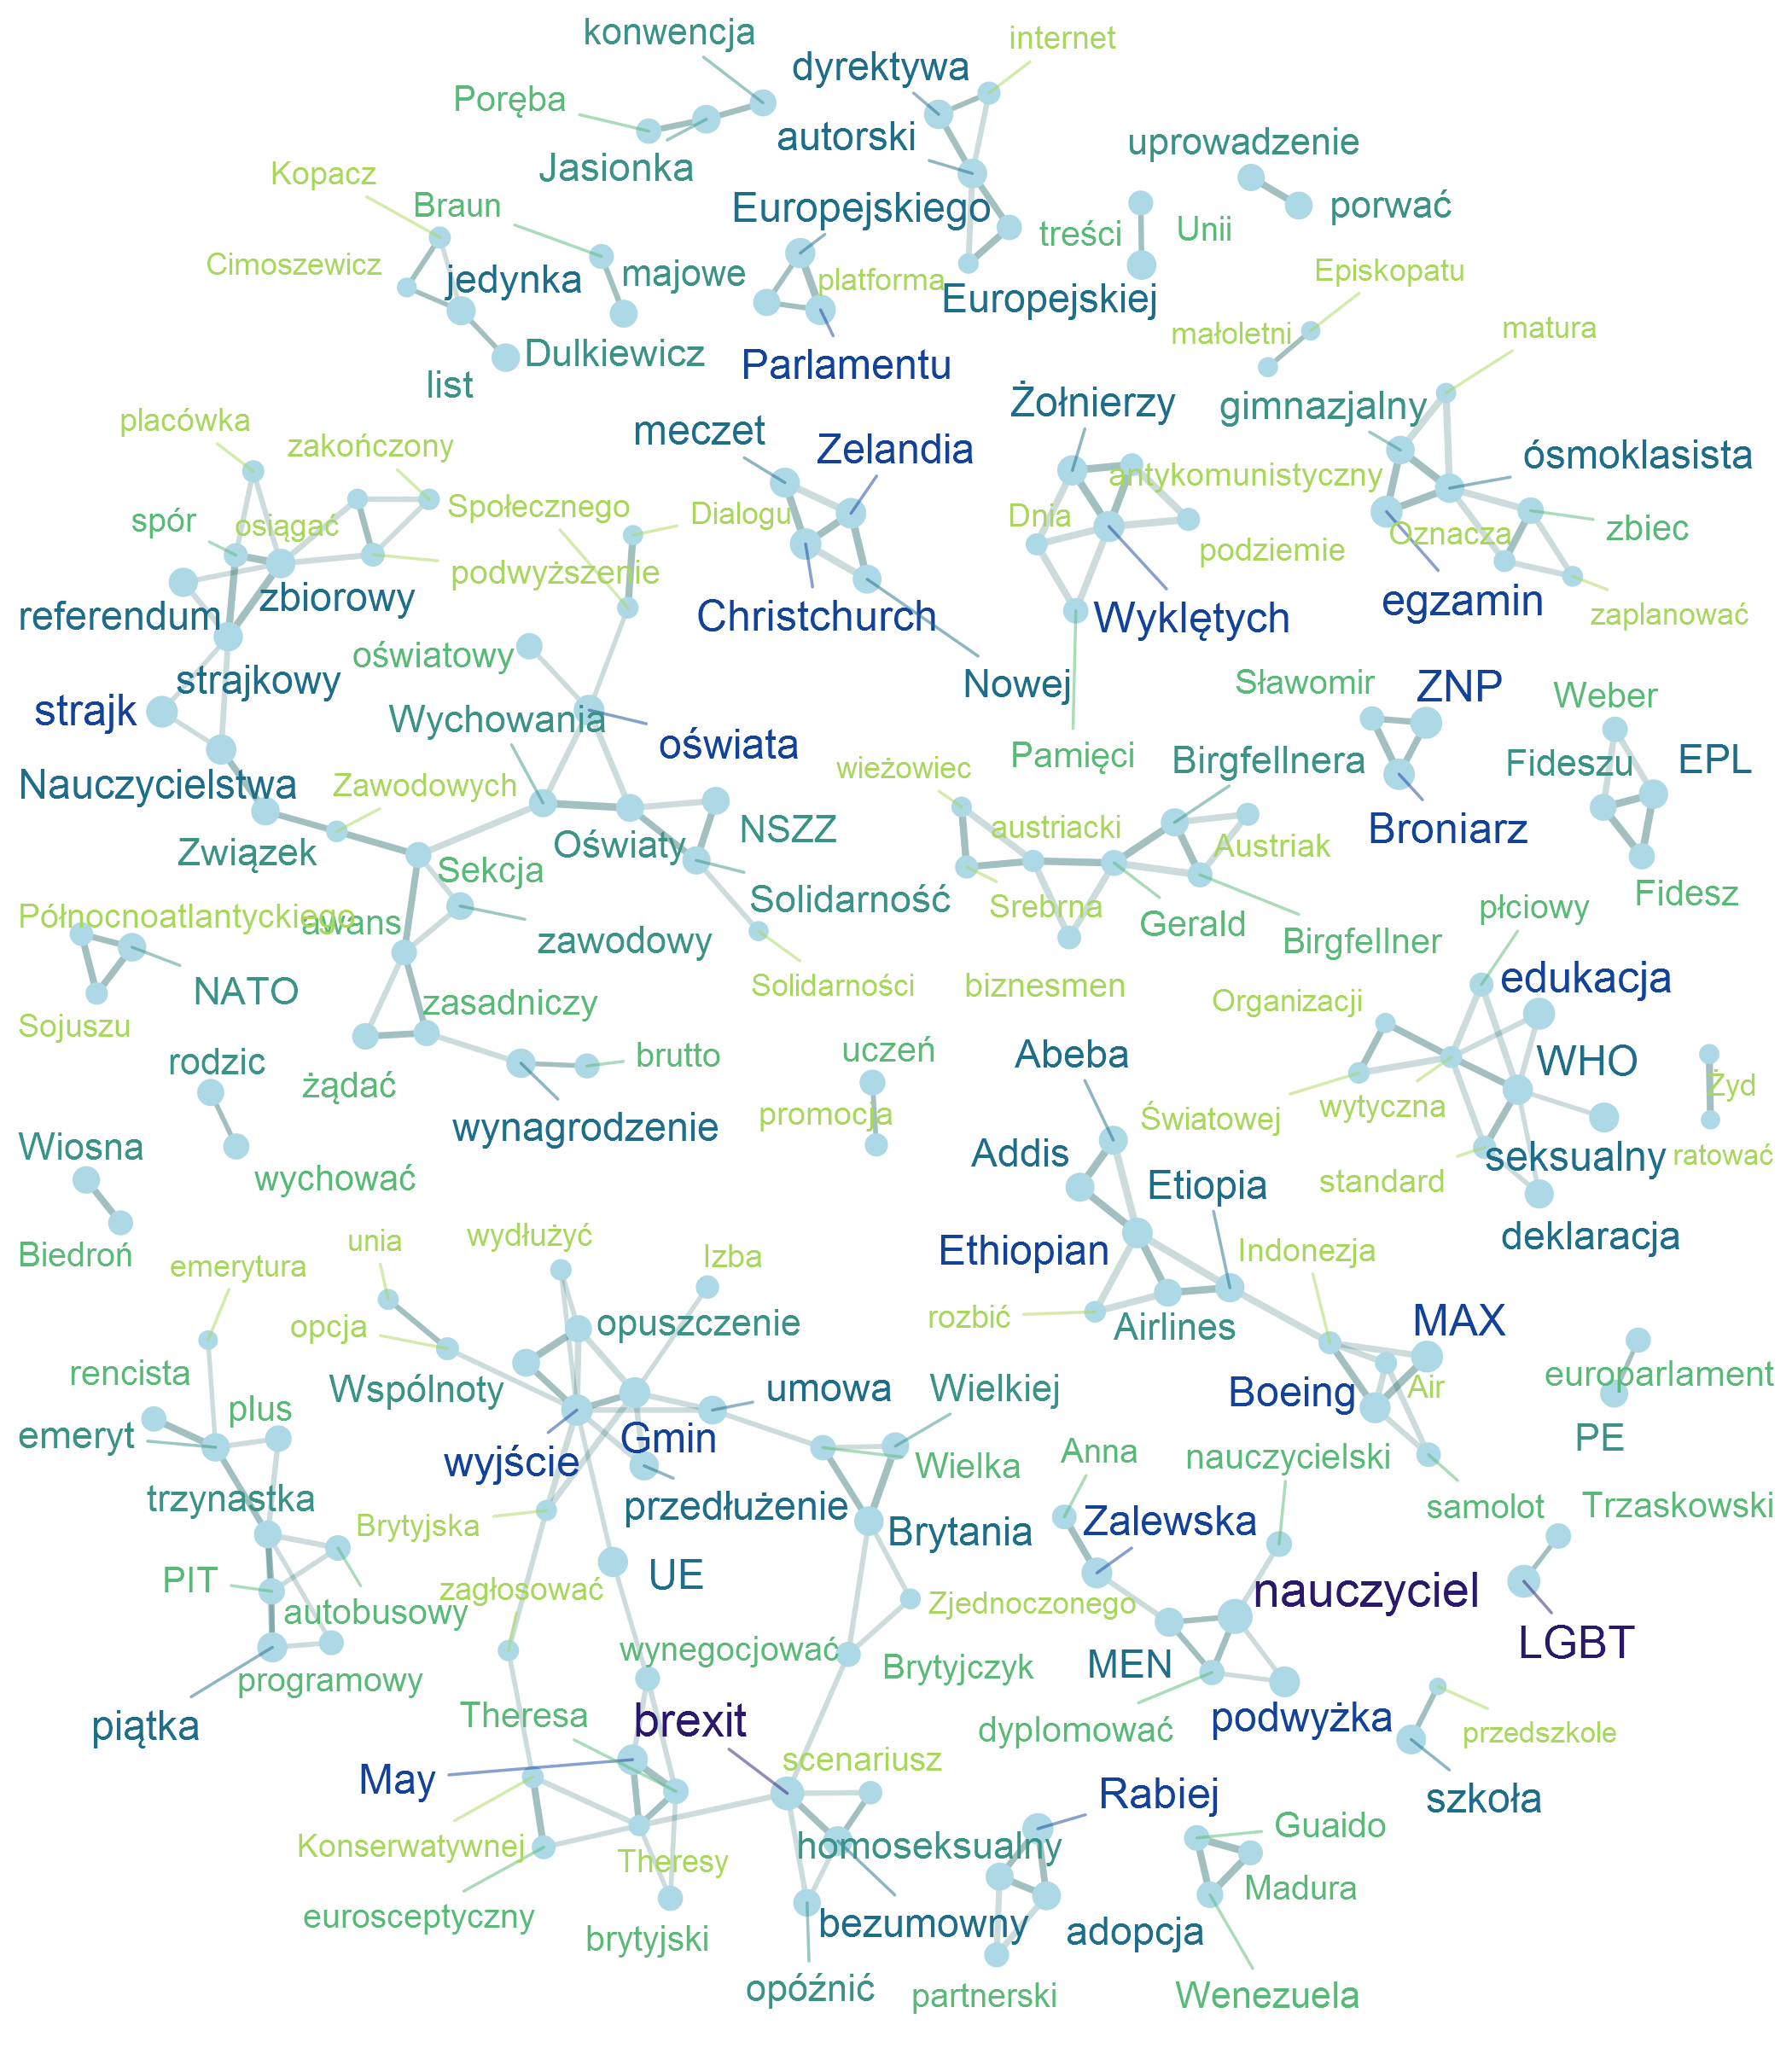 konwencja
internet
dyrektywa
Poręba
autorski
uprowadzenie
Jasionka
Kopacz
Braun
Europejskiego
porwać
treści
Unii
Cimoszewicz
jedynka
majowe
platforma
Episkopatu
Europejskiej
małoletni
matura
Dulkiewicz
Parlamentu
list
Żołnierzy
gimnazjalny
placówka
meczet
zakończony
Zelandia
ósmoklasista
antykomunistyczny
Społecznego
Dialogu
Dnia
spór
osiągać
Oznacza
zbiec
podziemie
podwyższenie
zbiorowy
egzamin
referendum
Christchurch
Wyklętych
zaplanować
oświatowy
strajkowy
Nowej
Sławomir
ZNP
Weber
strajk
Wychowania
oświata
Pamięci
Birgfellnera
Fideszu
EPL
wieżowiec
Nauczycielstwa
Zawodowych
NSZZ
austriacki
Broniarz
Związek
Oświaty
Austriak
Sekcja
Solidarność
Srebrna
Fidesz
Północnoatlantyckiego
awans
Gerald
płciowy
zawodowy
Birgfellner
NATO
Solidarności
biznesmen
edukacja
zasadniczy
Organizacji
Sojuszu
rodzic
brutto
uczeń
Abeba
WHO
żądać
Żyd
promocja
Światowej
wytyczna
wynagrodzenie
Wiosna
Addis
seksualny
ratować
wychować
Etiopia
standard
Biedroń
unia
wydłużyć
Izba
Ethiopian
Indonezja
deklaracja
emerytura
opcja
opuszczenie
rozbić
Airlines
MAX
rencista
Wspólnoty
umowa
Wielkiej
Boeing
Air
europarlament
plus
emeryt
Gmin
wyjście
Wielka
Anna
nauczycielski
PE
trzynastka
Brytyjska
przedłużenie
Brytania
Zalewska
samolot
Trzaskowski
PIT
UE
autobusowy
zagłosować
Zjednoczonego
nauczyciel
LGBT
programowy
wynegocjować
Brytyjczyk
MEN
piątka
Theresa
brexit
dyplomować
podwyżka
przedszkole
May
scenariusz
Rabiej
szkoła
Konserwatywnej
Theresy
homoseksualny
Guaido
Madura
eurosceptyczny
brytyjski
bezumowny
adopcja
opóźnić
partnerski
Wenezuela